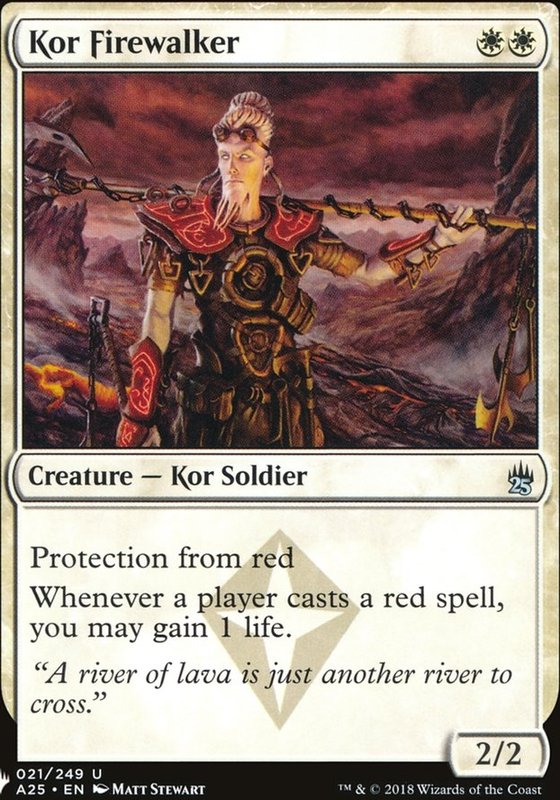 Kor Firewalker
Creature — Kor Soldier
25
Protection from red
Whenever a player casts a red spell,
you may gain 1 life.
“A river of lava is just another river to
cross.”
2/2
021/249 U
A25 • EN Matt Stewart
™ & © 2018 Wizards of the Coast